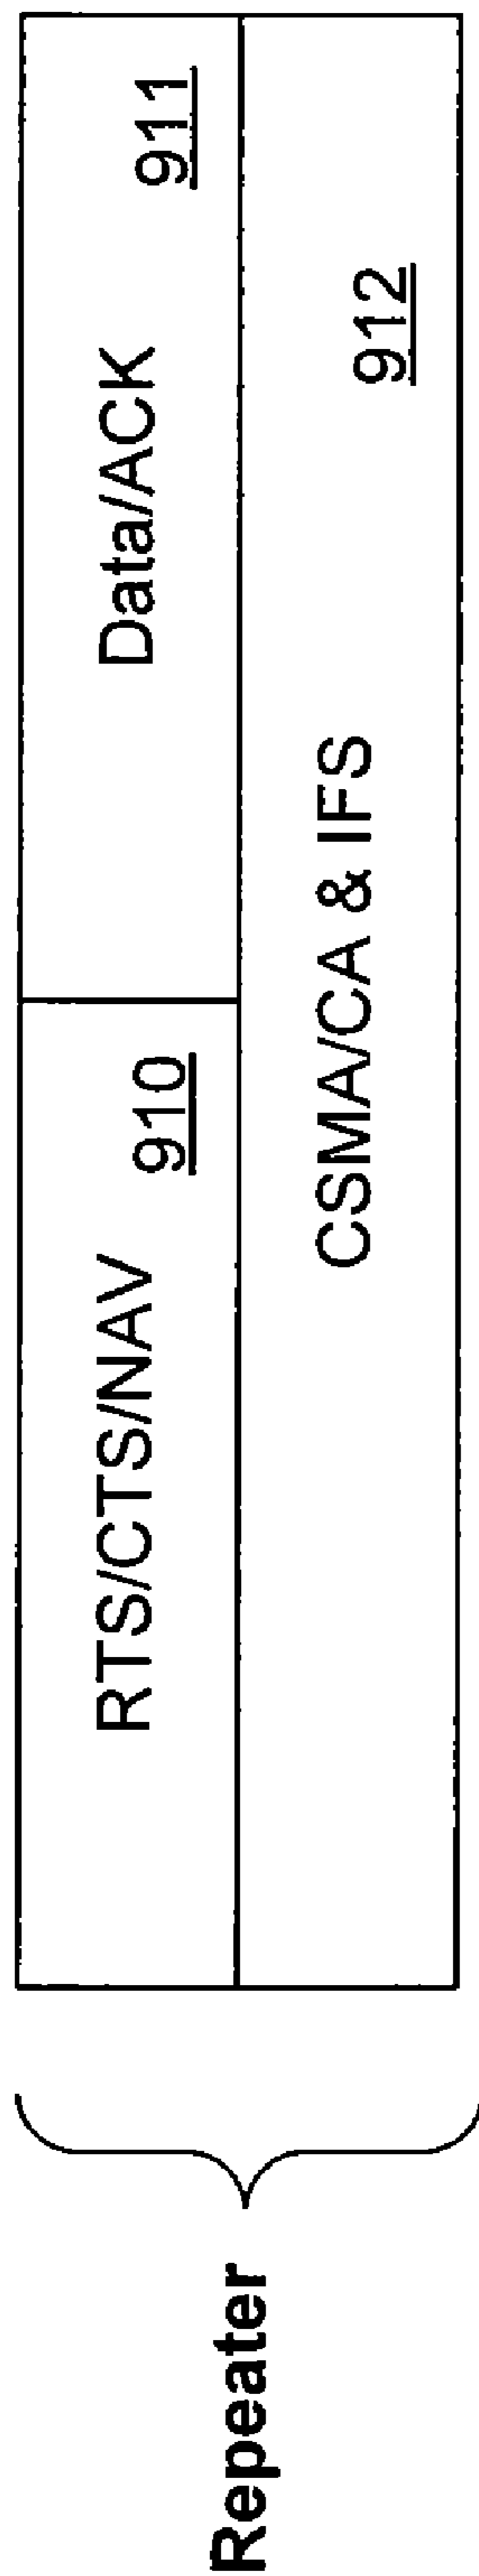 RTS/CTS/NAV
910
Data/ACK
911
CSMA/CA & IFS
912
Repeater